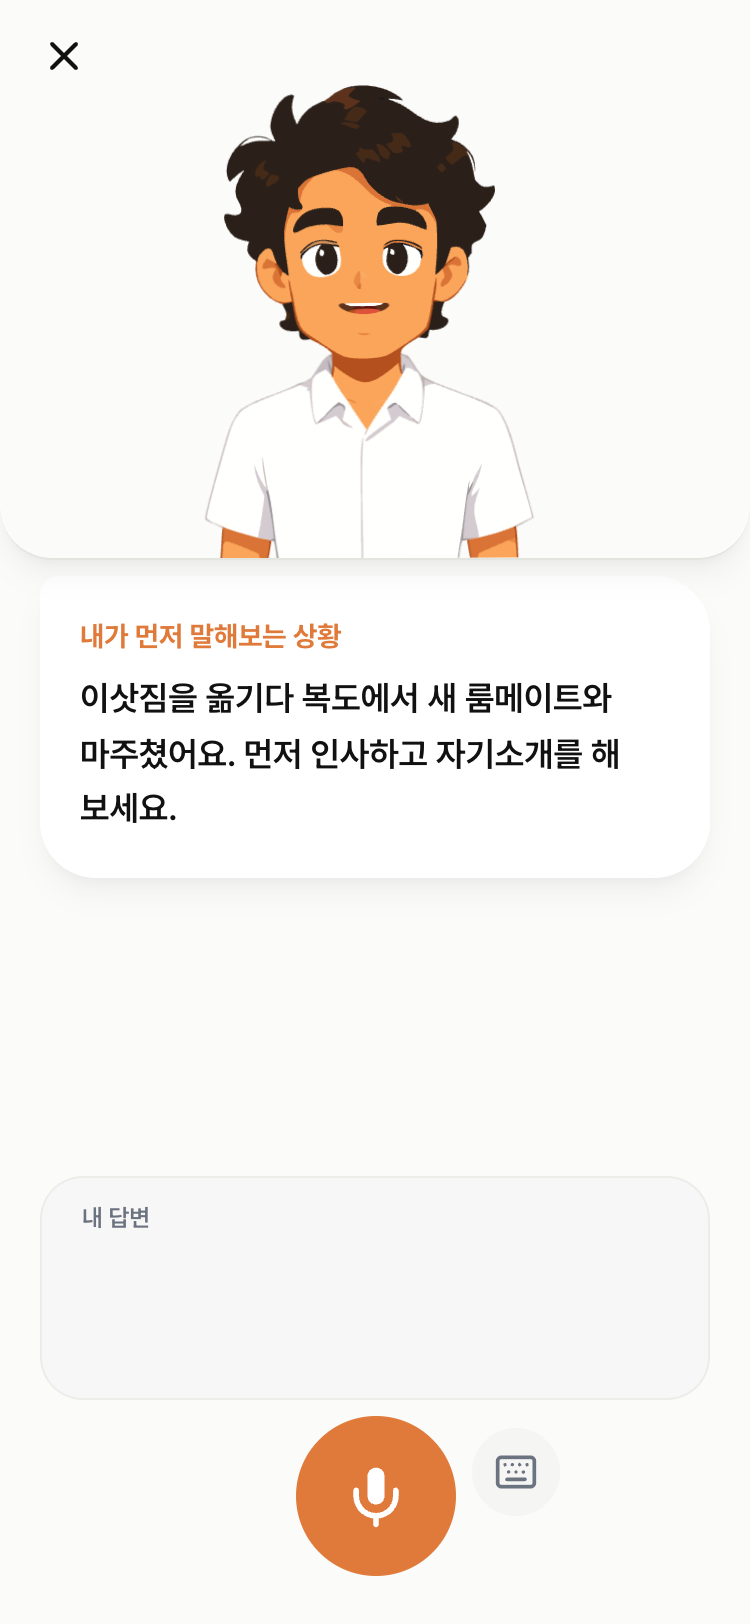 내가 먼저 말해보는 상황
이삿짐을 옮기다 복도에서 새 룸메이트와
마주쳤어요. 먼저 인사하고 자기소개를 해
보세요.
내 답변